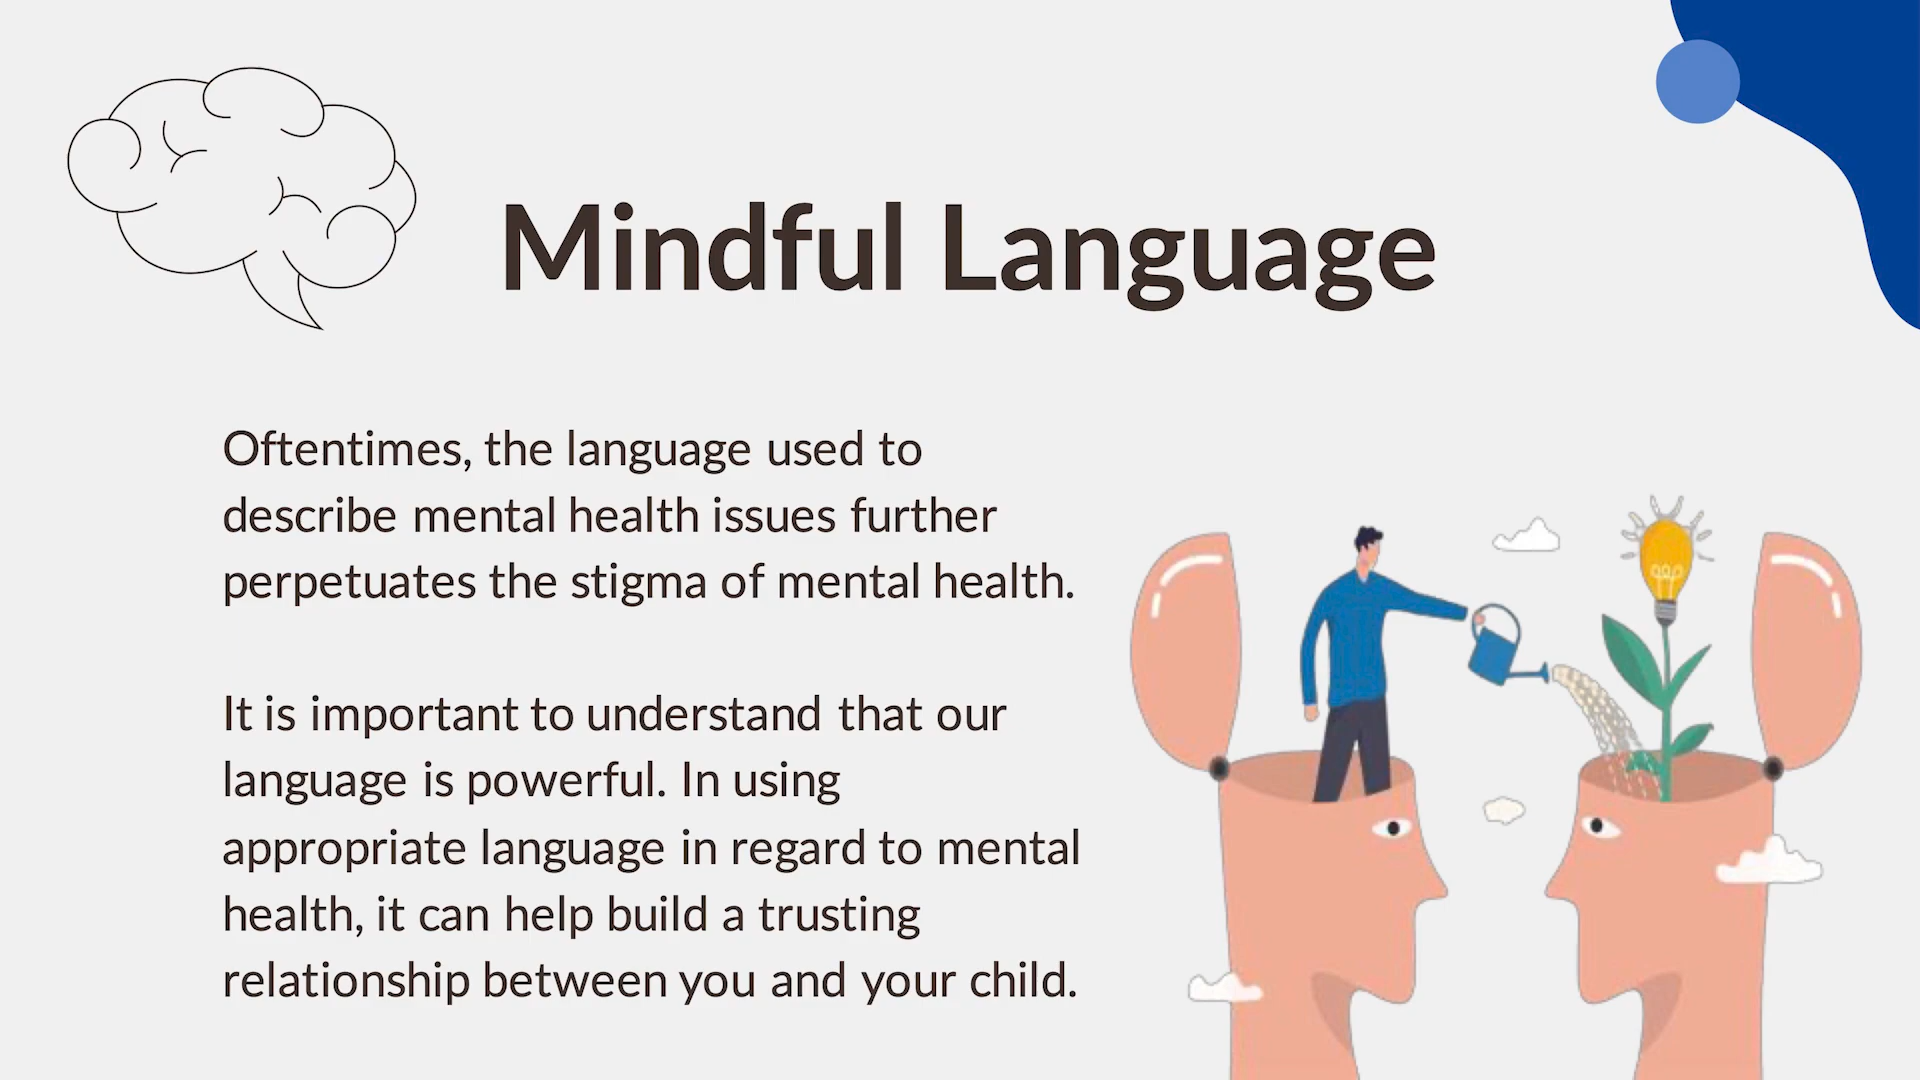 Mindful Language
Oftentimes, the language used to
describe mental health issues further
perpetuates the stigma of mental health.
It is important to understand that our
language is powerful. In using
appropriate language in regard to mental
health, it can help build a trusting
relationship between you and your child.